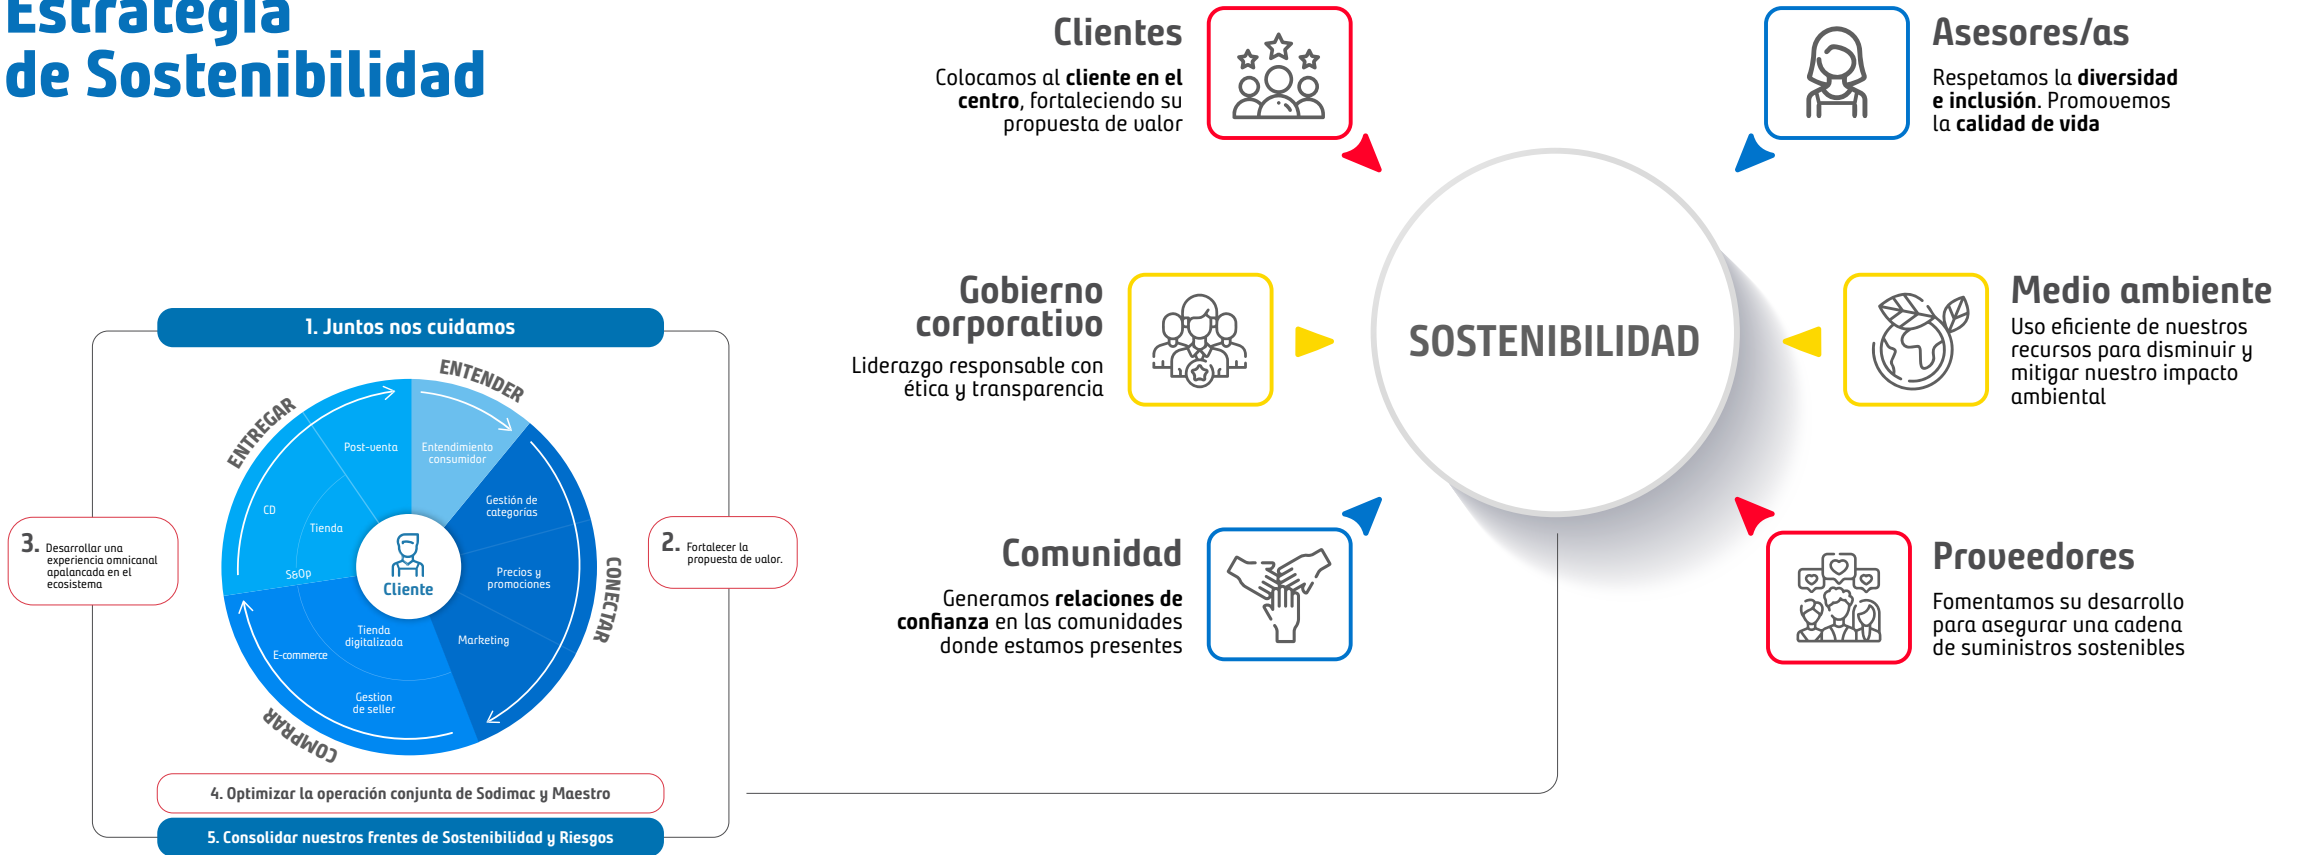 Estrategia
de Sostenibilidad
1. Juntos nos cuidamos
ENTENDER
ENTREGAR
CONECTAR
COMPRAR
Post-venta
Entendimiento
consumidor
Gestión de
categorías
CD
Tienda
S&Op
Precios y
promociones
Cliente
Tienda
digitalizada
Marketing
E-commerce
Gestion
de seller
3. Desarrollar una
experiencia omnicanal
apalancada en el
ecosistema
2. Fortalecer la
propuesta de valor.
4. Optimizar la operación conjunta de Sodimac y Maestro
5. Consolidar nuestros frentes de Sostenibilidad y Riesgos
Clientes
Colocamos al cliente en el
centro, fortaleciendo su
propuesta de valor
Gobierno
corporativo
Liderazgo responsable con
ética y transparencia
Comunidad
Generamos relaciones de
confianza en las comunidades
donde estamos presentes
SOSTENIBILIDAD
Asesores/as
Respetamos la diversidad
e inclusión. Promovemos
la calidad de vida
Medio ambiente
Uso eficiente de nuestros
recursos para disminuir y
mitigar nuestro impacto
ambiental
Proveedores
Fomentamos su desarrollo
para asegurar una cadena
de suministros sostenibles